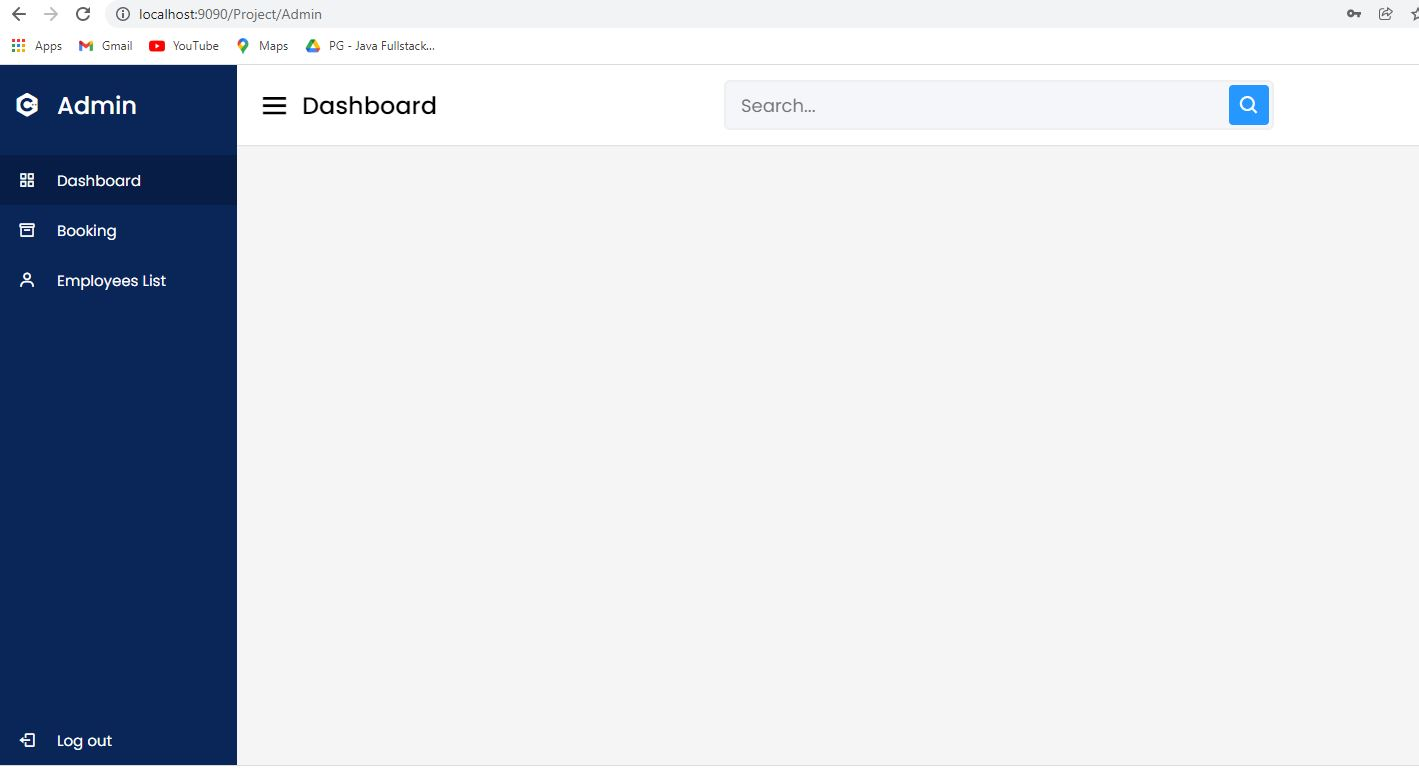 localhost:9090/Project/Admin
Apps Gmail YouTube Maps PG - Java Fullstack...
Admin Dashboard Search...
Dashboard
Booking
Employees List
Log out